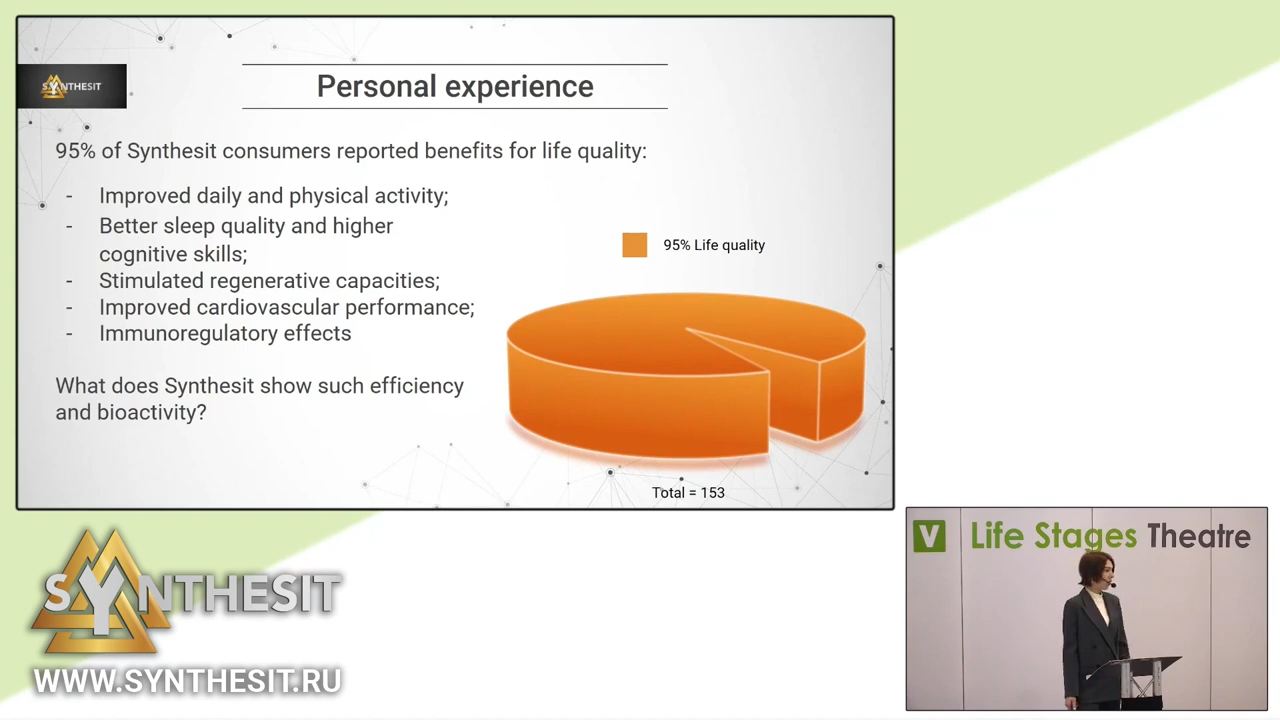 SYNTHESIT
Personal experience
95% of Synthesit consumers reported benefits for life quality:
- Improved daily and physical activity;
- Better sleep quality and higher
cognitive skills;
- Stimulated regenerative capacities;
- Improved cardiovascular performance;
- Immunoregulatory effects
What does Synthesit show such efficiency
and bioactivity?
95% Life quality
Total = 153
SYNTHESIT
WWW.SYNTHESIT.RU
V Life Stages Theatre